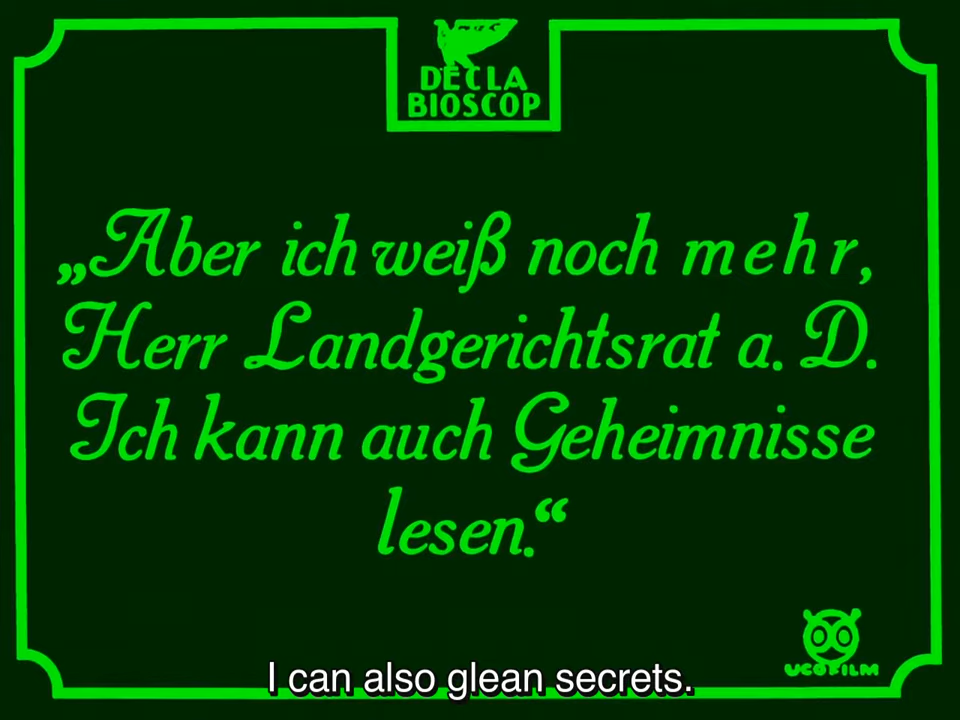 DECLA
BIOSCOP
„Aber ich weiß noch mehr,
Herr Landgerichtsrat a. D.
Ich kann auch Geheimnisse
lesen.“
UCOFILM
I can also glean secrets.